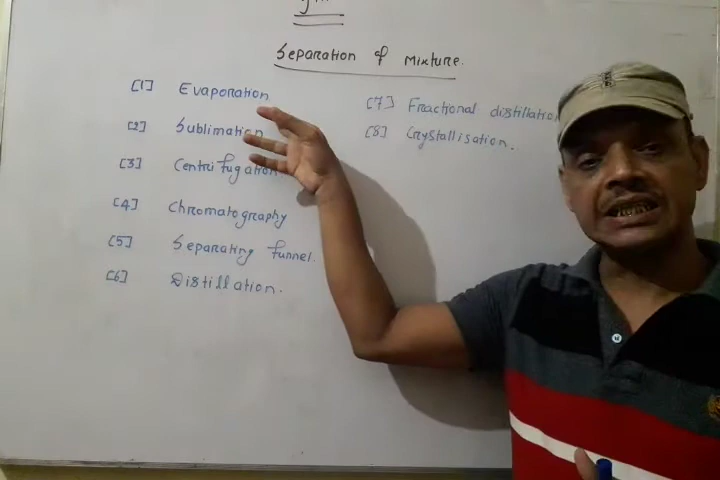 Separation of Mixture.
[1] Evaporation
[2] Sublimation
[3] Centrifugation.
[4] Chromatography
[5] Separating funnel.
[6] Distillation.
[7] Fractional distillation
[8] Crystallisation.